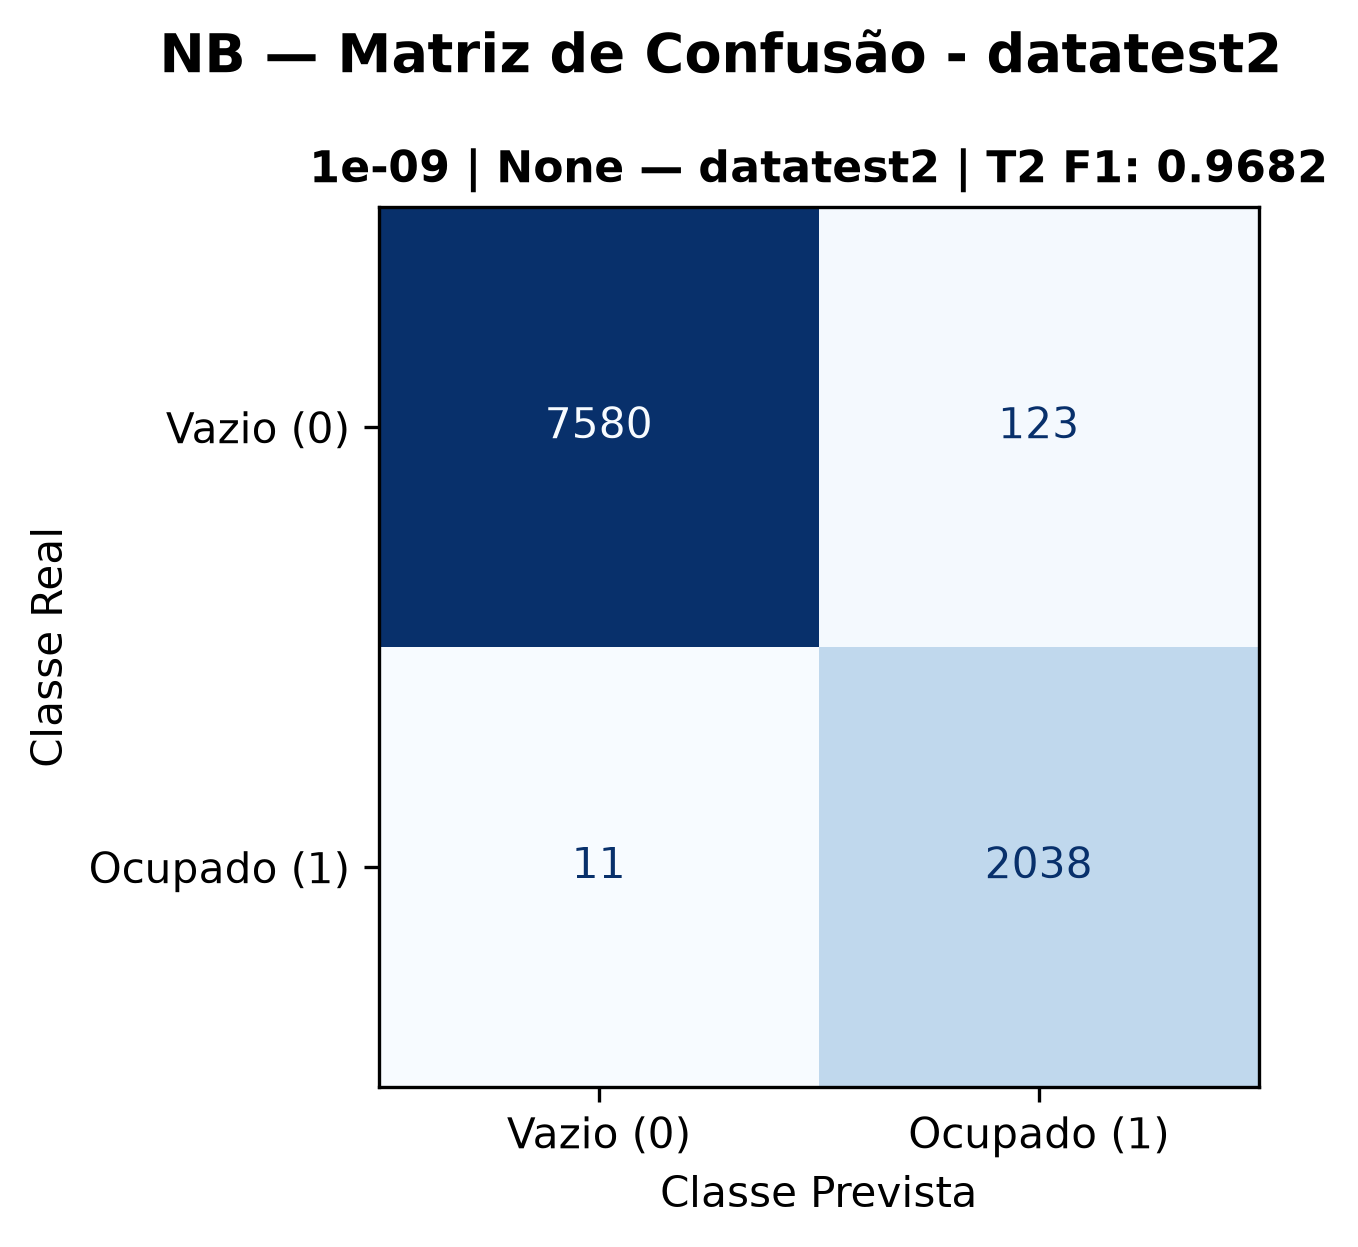 NB — Matriz de Confusão - datatest2
1e-09 | None — datatest2 | T2 F1: 0.9682
Vazio (0)
7580
123
Classe Real
Ocupado (1)
11
2038
Vazio (0)
Ocupado (1)
Classe Prevista